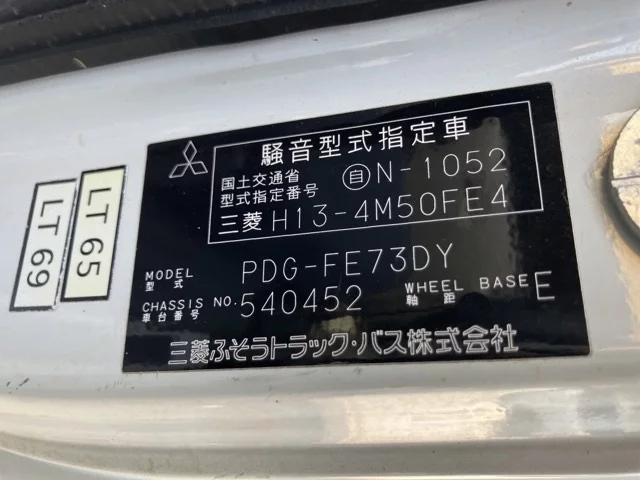 騒音型式指定車
国土交通省
型式指定番号
自N-1052
三菱 H13-4M50FE4
MODEL
型式
PDG-FE73DY
CHASSIS NO.
車台番号
540452
WHEEL BASE
軸距
E
三菱ふそうトラック・バス株式会社
LT 65
LT 69